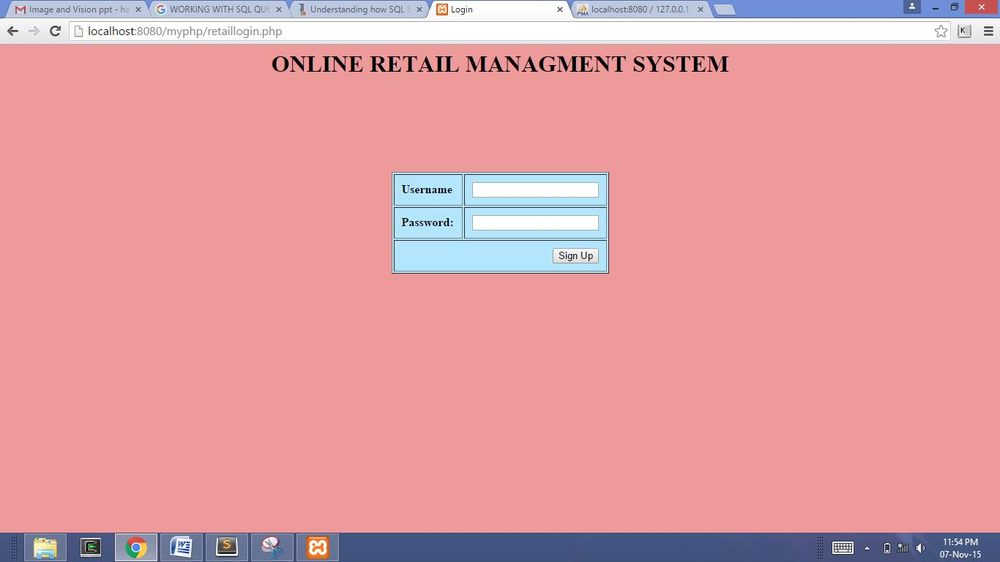 Image and Vision ppt - ha
WORKING WITH SQL QUE
Understanding how SQL S
Login
localhost:8080 / 127.0.0.1
localhost:8080/myphp/retaillogin.php
ONLINE RETAIL MANAGMENT SYSTEM
Username
Password:
Sign Up
11:54 PM
07-Nov-15